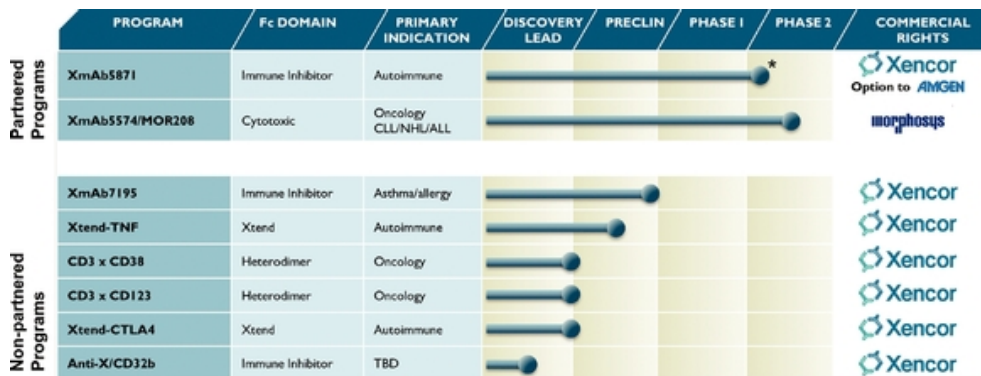 PROGRAM Fc DOMAIN PRIMARY INDICATION DISCOVERY LEAD PRECLIN PHASE I PHASE 2 COMMERCIAL RIGHTS
Partnered Programs
XmAb5871 Immune Inhibitor Autoimmune * Xencor Option to AMGEN
XmAb5574/MOR208 Cytotoxic Oncology CLL/NHL/ALL morphosys
Non-partnered Programs
XmAb7195 Immune Inhibitor Asthma/allergy Xencor
Xtend-TNF Xtend Autoimmune Xencor
CD3 x CD38 Heterodimer Oncology Xencor
CD3 x CD123 Heterodimer Oncology Xencor
Xtend-CTLA4 Xtend Autoimmune Xencor
Anti-X/CD32b Immune Inhibitor TBD Xencor